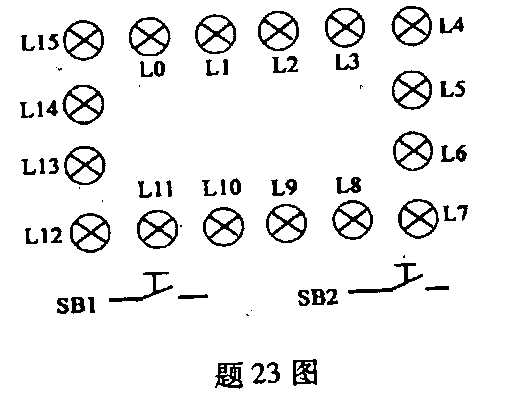 L15 L4
L0 L1 L2 L3
L14 L5
L13 L6
L11 L10 L9 L8
L12 L7
SB1 SB2
题23图